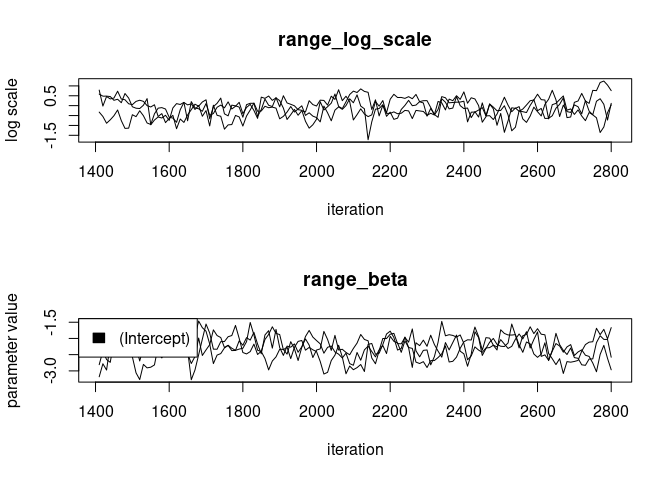 range_log_scale
log scale
0.5
-1.5
1400 1600 1800 2000 2200 2400 2600 2800
iteration
range_beta
parameter value
-1.5
-3.0
(Intercept)
1400 1600 1800 2000 2200 2400 2600 2800
iteration